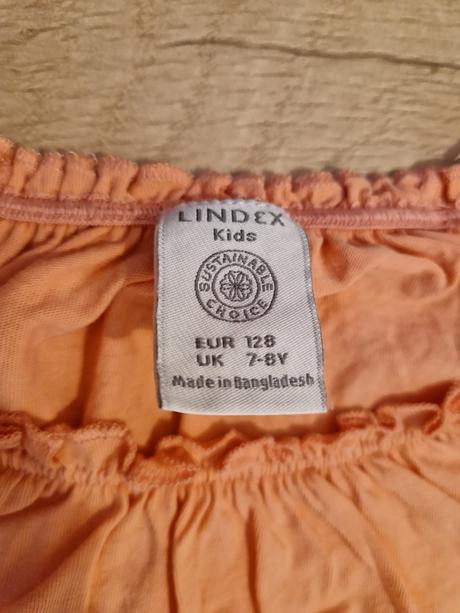 LINDEX
Kids
SUSTAINABLE
CHOICE
EUR 128
UK 7-8Y
Made in Bangladesh